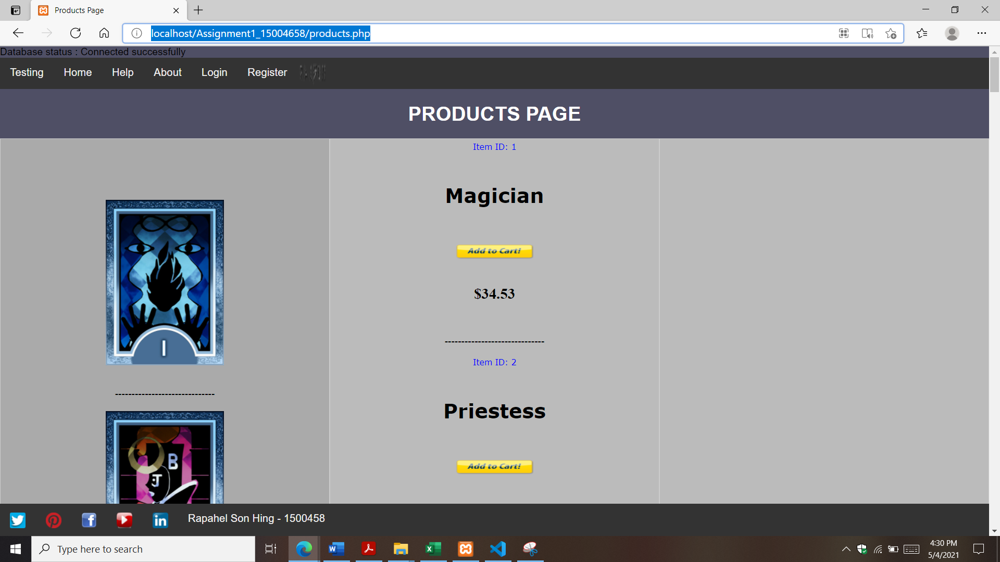 Products Page
localhost/Assignment1_15004658/products.php
Database status : Connected successfully
Testing Home Help About Login Register
PRODUCTS PAGE
Item ID: 1
Magician
Add to Cart!
$34.53
------------------------------
I
------------------------------
Item ID: 2
Priestess
Add to Cart!
B
J
Rapahel Son Hing - 1500458
Type here to search
4:30 PM
5/4/2021